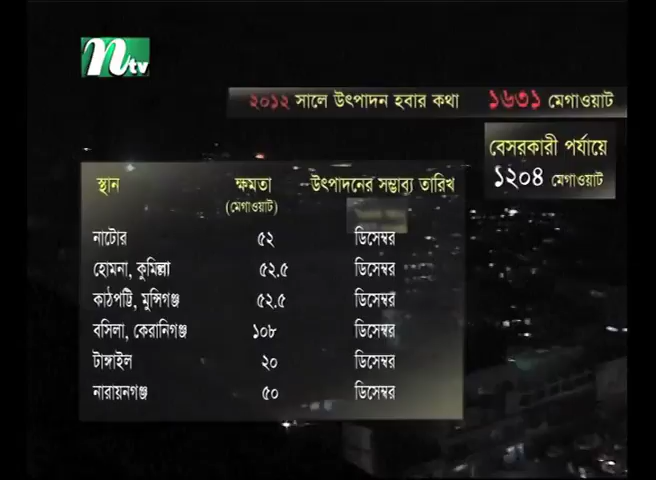 ntv
২০১২ সালে উৎপাদন হবার কথা ১৬৩১ মেগাওয়াট
বেসরকারী পর্যায়ে
১২০৪ মেগাওয়াট
স্থান ক্ষমতা উৎপাদনের সম্ভাব্য তারিখ
(মেগাওয়াট)
নাটোর ৫২ ডিসেম্বর
হোমনা, কুমিল্লা ৫২.৫ ডিসেম্বর
কাঠপট্টি, মুন্সিগঞ্জ ৫২.৫ ডিসেম্বর
বসিলা, কেরানিগঞ্জ ১০৮ ডিসেম্বর
টাঙ্গাইল ২০ ডিসেম্বর
নারায়নগঞ্জ ৫০ ডিসেম্বর